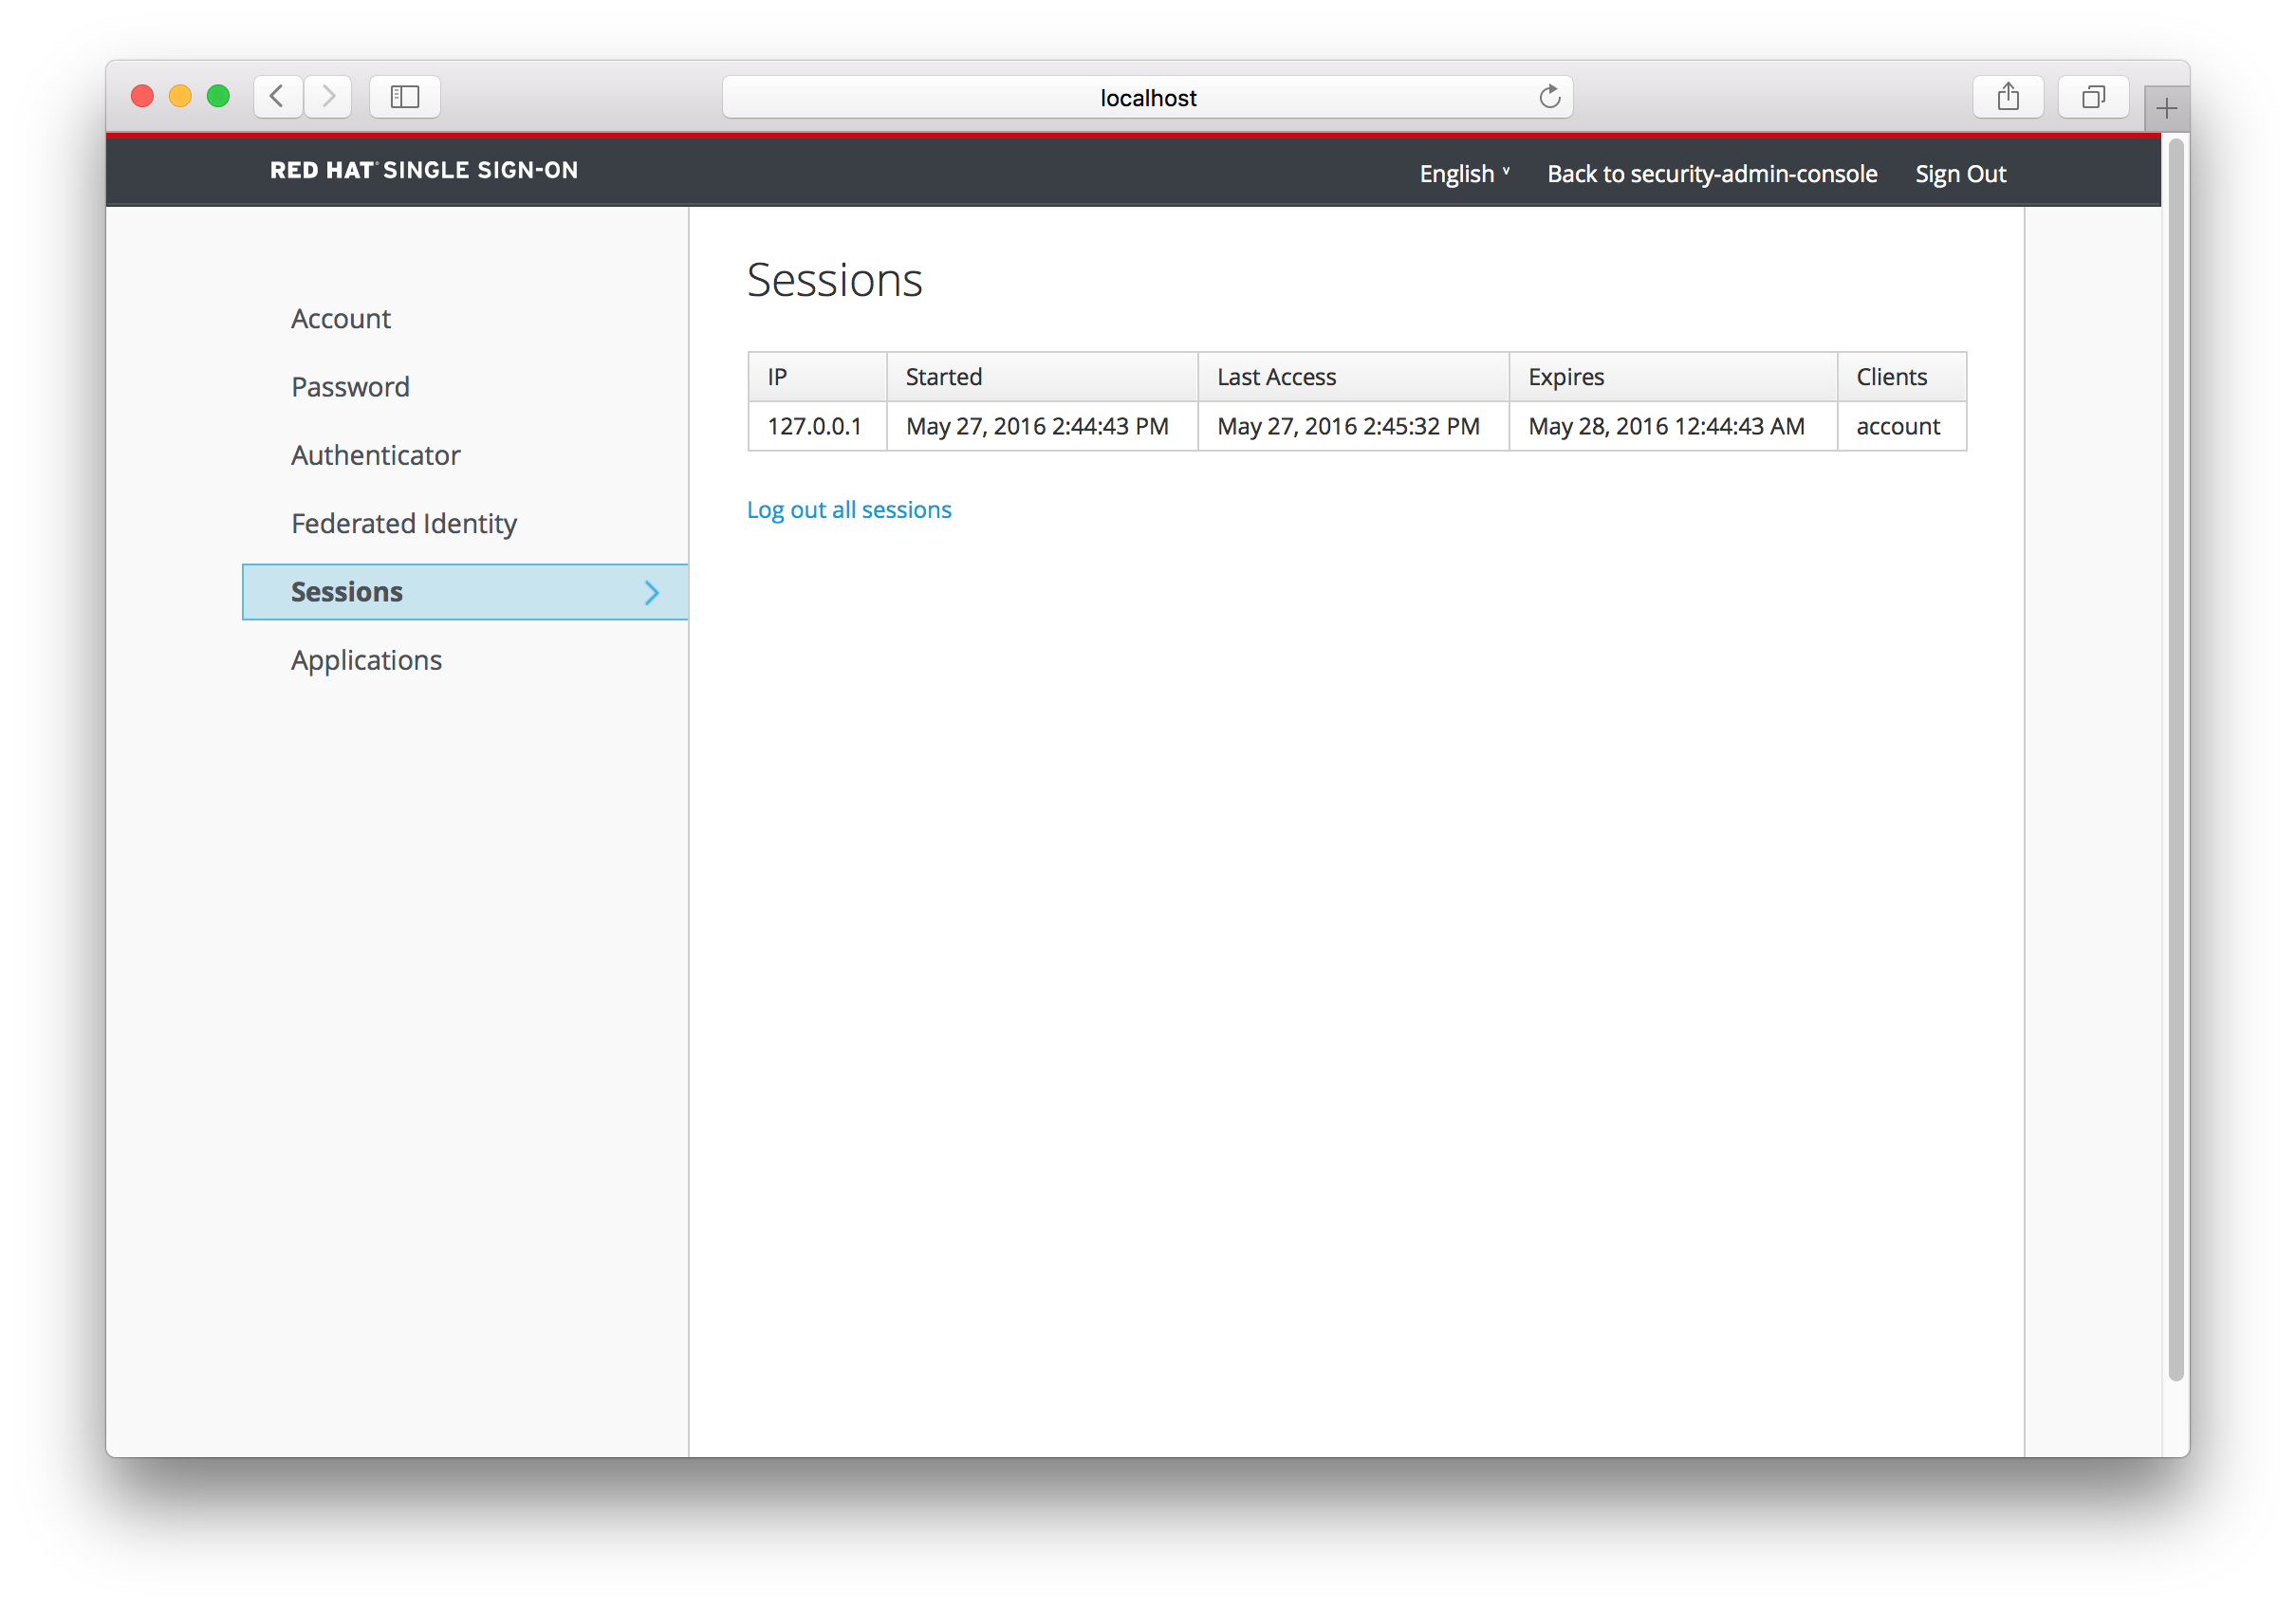 localhost
RED HAT SINGLE SIGN-ON
English Back to security-admin-console Sign Out
Account
Password
Authenticator
Federated Identity
Sessions
Applications
Sessions
IP Started Last Access Expires Clients
127.0.0.1 May 27, 2016 2:44:43 PM May 27, 2016 2:45:32 PM May 28, 2016 12:44:43 AM account
Log out all sessions